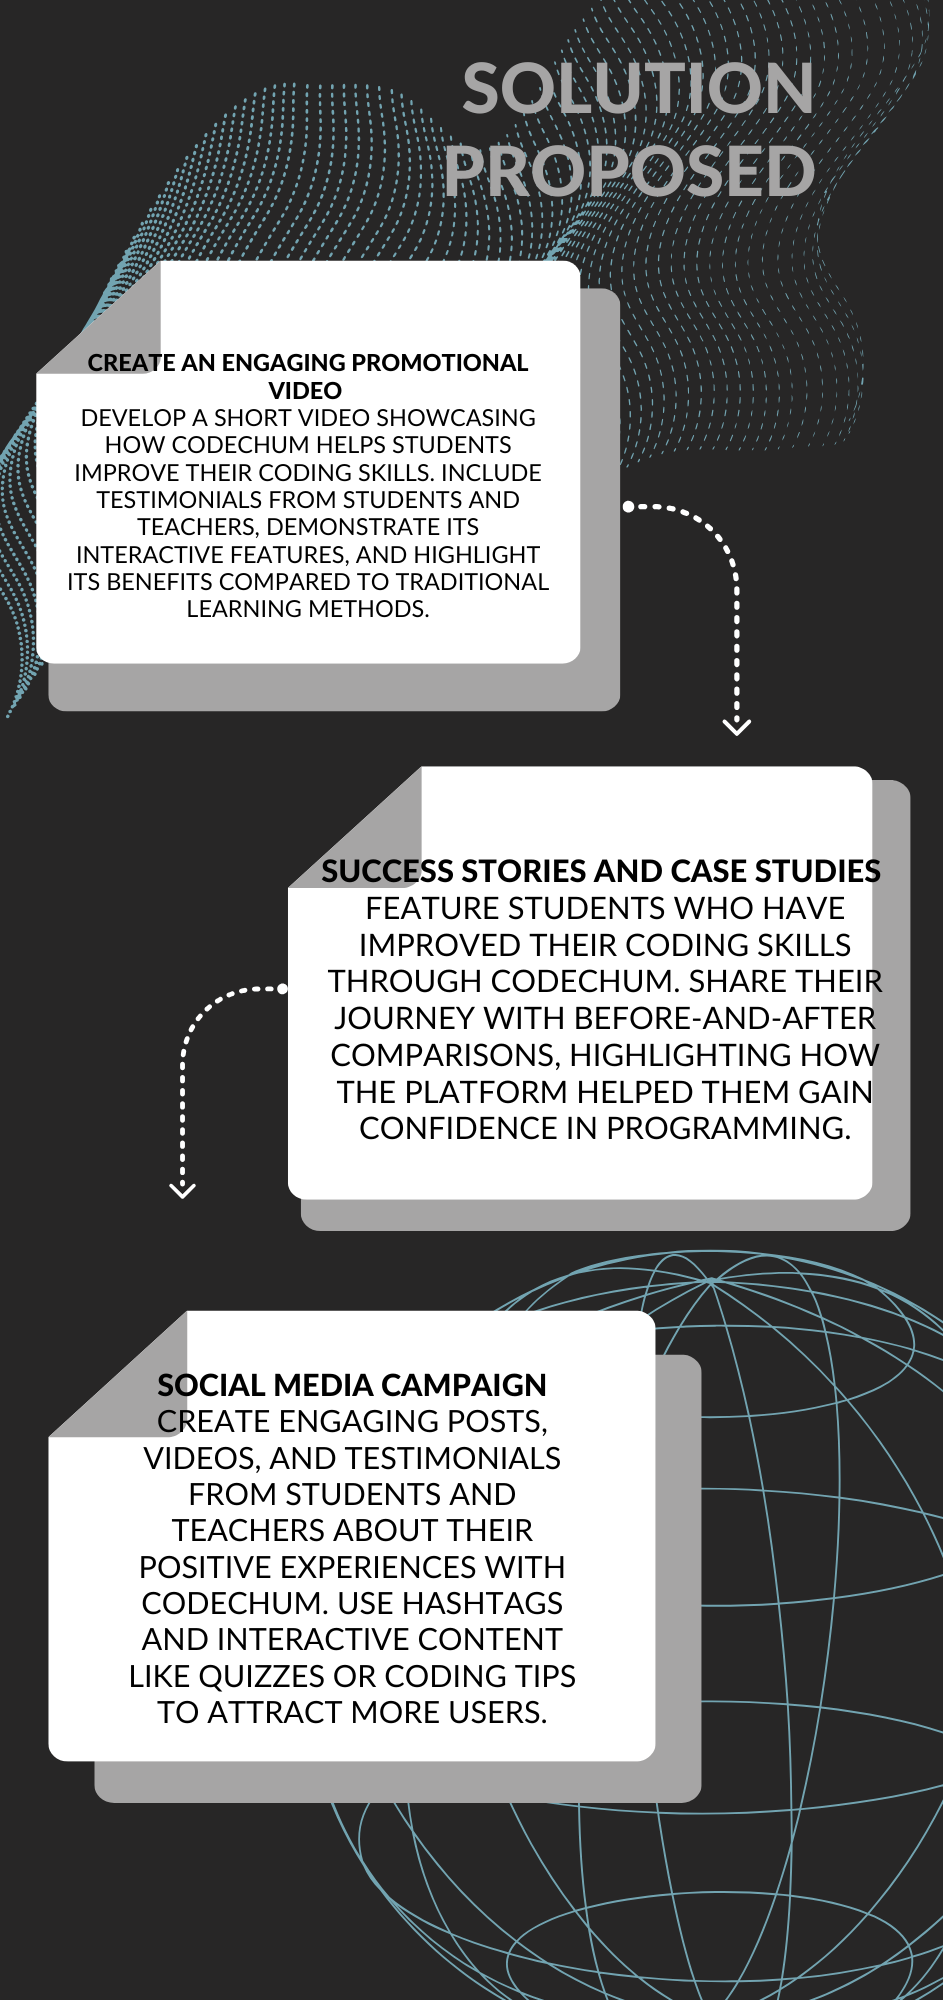 SOLUTION
PROPOSED
CREATE AN ENGAGING PROMOTIONAL
VIDEO
DEVELOP A SHORT VIDEO SHOWCASING
HOW CODECHUM HELPS STUDENTS
IMPROVE THEIR CODING SKILLS. INCLUDE
TESTIMONIALS FROM STUDENTS AND
TEACHERS, DEMONSTRATE ITS
INTERACTIVE FEATURES, AND HIGHLIGHT
ITS BENEFITS COMPARED TO TRADITIONAL
LEARNING METHODS.
SUCCESS STORIES AND CASE STUDIES
FEATURE STUDENTS WHO HAVE
IMPROVED THEIR CODING SKILLS
THROUGH CODECHUM. SHARE THEIR
JOURNEY WITH BEFORE-AND-AFTER
COMPARISONS, HIGHLIGHTING HOW
THE PLATFORM HELPED THEM GAIN
CONFIDENCE IN PROGRAMMING.
SOCIAL MEDIA CAMPAIGN
CREATE ENGAGING POSTS,
VIDEOS, AND TESTIMONIALS
FROM STUDENTS AND
TEACHERS ABOUT THEIR
POSITIVE EXPERIENCES WITH
CODECHUM. USE HASHTAGS
AND INTERACTIVE CONTENT
LIKE QUIZZES OR CODING TIPS
TO ATTRACT MORE USERS.